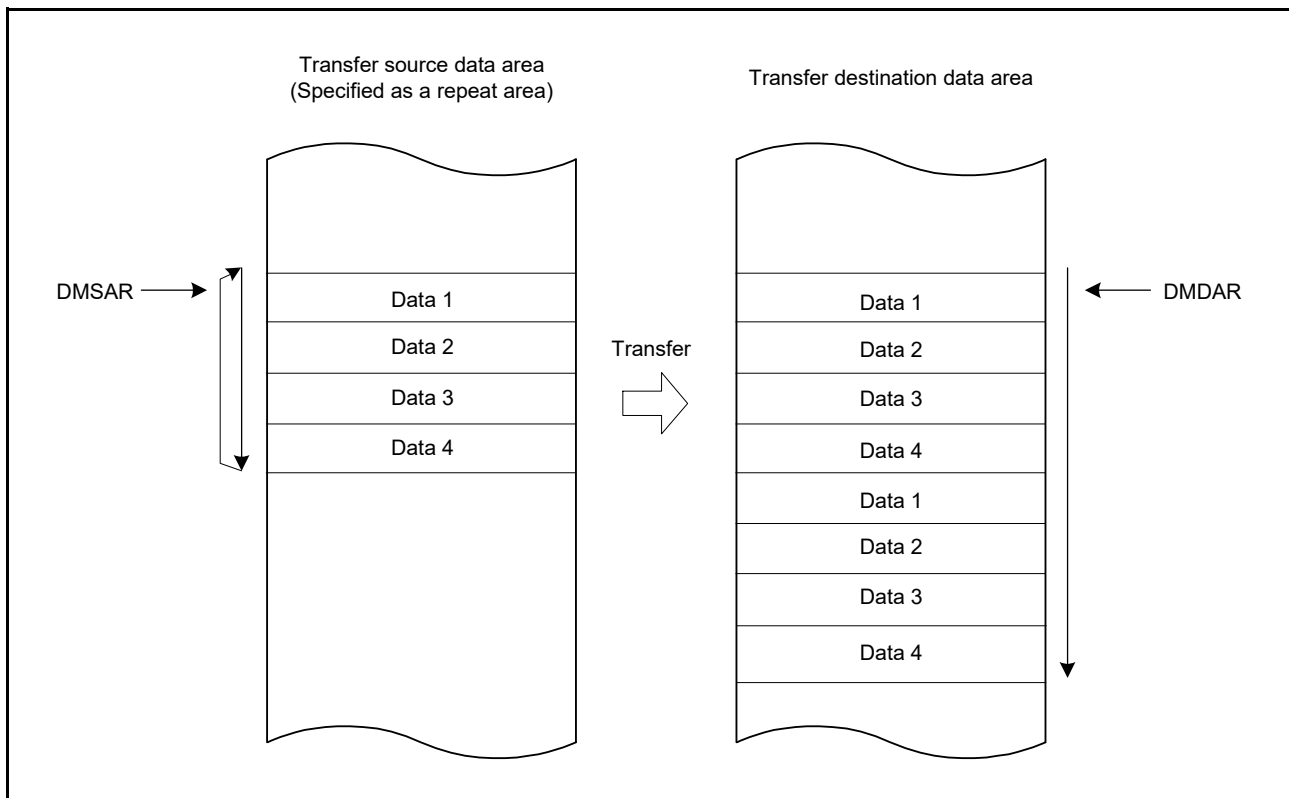 Transfer source data area
(Specified as a repeat area)
Transfer destination data area
DMSAR
Data 1
Data 2
Data 3
Data 4
Transfer
Data 1
Data 2
Data 3
Data 4
Data 1
Data 2
Data 3
Data 4
DMDAR